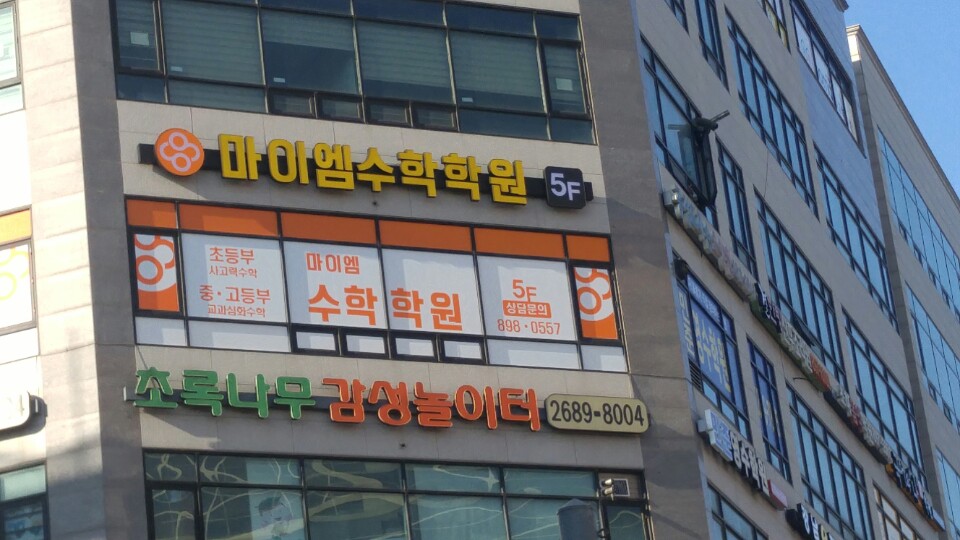 마이엠수학학원 5F
초등부
사고력수학
중·고등부
교과심화수학
마이엠
수학학원
5F
상담문의
898-0557
초록나무 감성놀이터 2689-8004